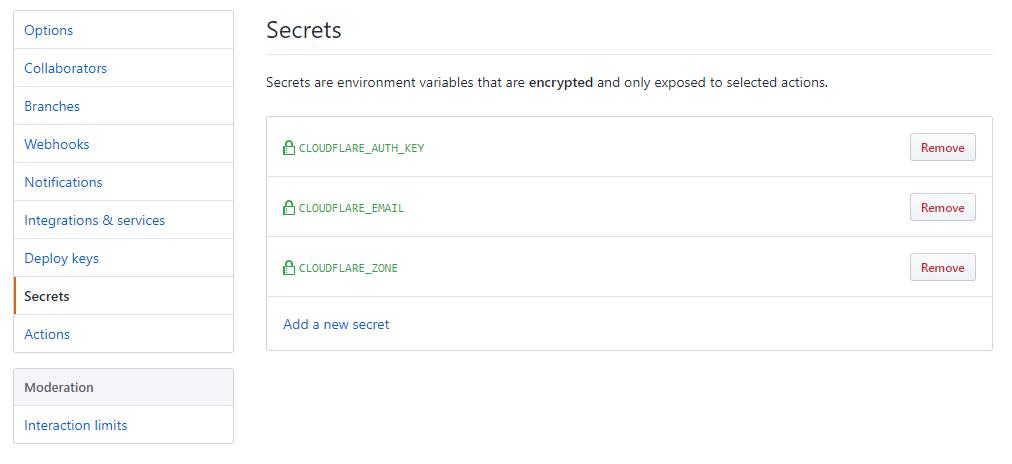 Options
Collaborators
Branches
Webhooks
Notifications
Integrations & services
Deploy keys
Secrets
Actions
Moderation
Interaction limits
Secrets
Secrets are environment variables that are encrypted and only exposed to selected actions.
CLOUDFLARE_AUTH_KEY Remove
CLOUDFLARE_EMAIL Remove
CLOUDFLARE_ZONE Remove
Add a new secret